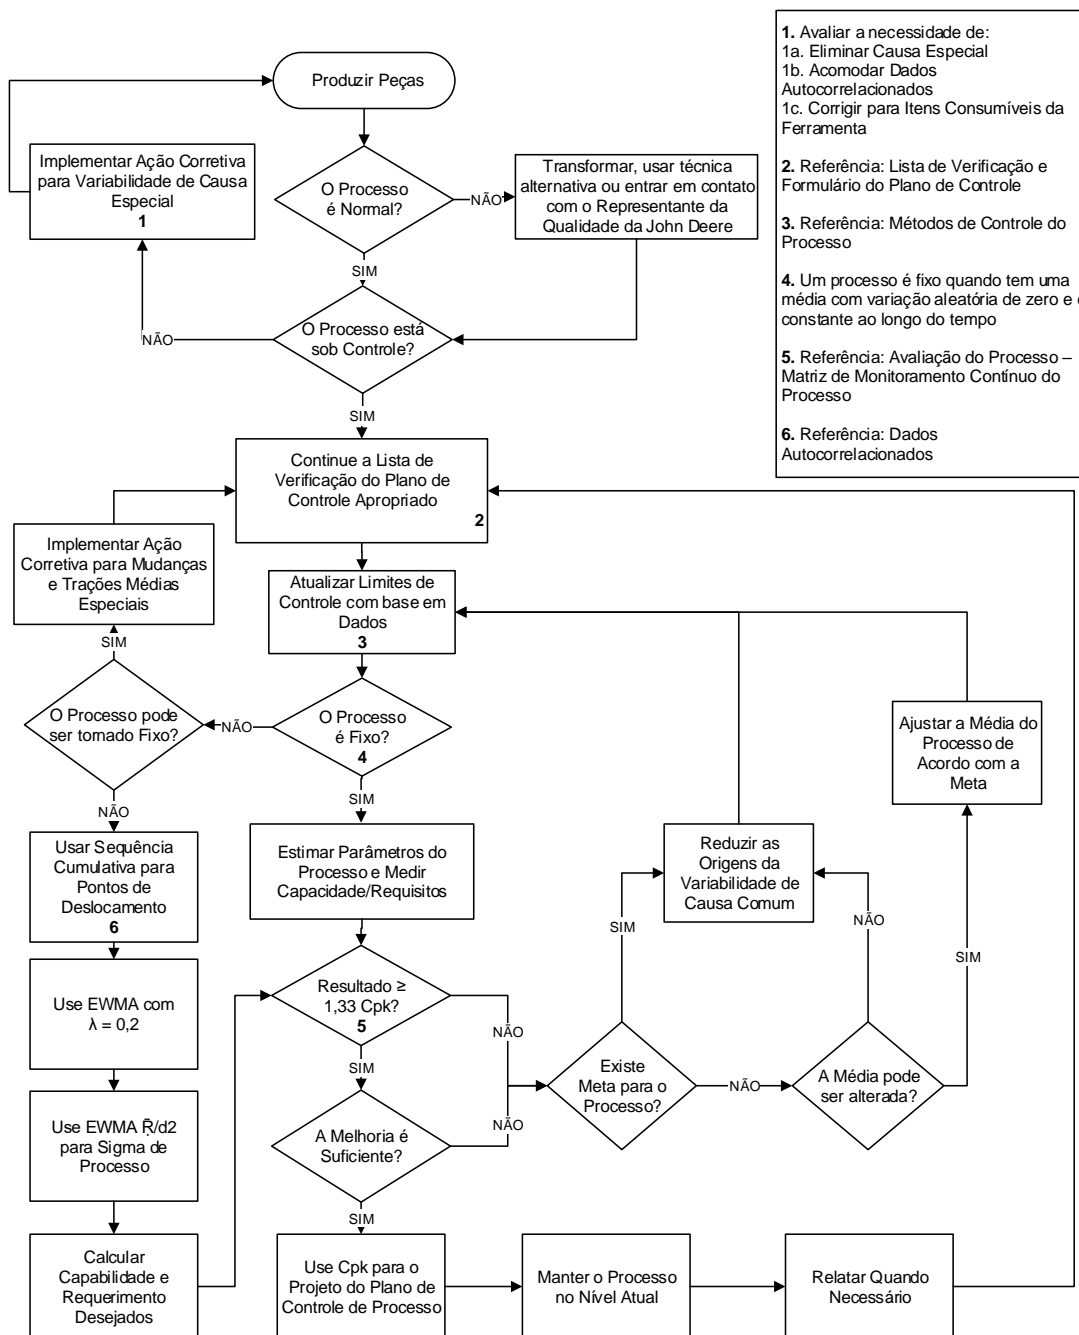 Produzir Peças
Implementar Ação Corretiva
para Variabilidade de Causa
Especial
1
O Processo
é Normal?
NÃO
Transformar, usar técnica
alternativa ou entrar em contato
com o Representante da
Qualidade da John Deere
SIM
NÃO
O Processo está
sob Controle?
SIM
Continue a Lista de
Verificação do Plano de
Controle Apropriado
2
Implementar Ação
Corretiva para Mudanças
e Trações Médias
Especiais
Atualizar Limites de
Controle com base em
Dados
3
SIM
O Processo pode
ser tornado Fixo?
NÃO
O Processo
é Fixo?
4
Ajustar a Média do
Processo de
Acordo com a
Meta
NÃO
SIM
Usar Sequência
Cumulativa para
Pontos de
Deslocamento
6
Estimar Parâmetros do
Processo e Medir
Capacidade/Requisitos
Reduzir as
Origens da
Variabilidade de
Causa Comum
SIM
NÃO
SIM
Use EWMA com
λ = 0,2
Resultado ≥
1,33 Cpk?
5
NÃO
SIM
Existe
Meta para o
Processo?
NÃO
A Média pode
ser alterada?
Use EWMA R̄/d2
para Sigma de
Processo
A Melhoria é
Suficiente?
NÃO
SIM
Calcular
Capabilidade e
Requerimento
Desejados
Use Cpk para o
Projeto do Plano de
Controle de Processo
Manter o Processo
no Nível Atual
Relatar Quando
Necessário
1. Avaliar a necessidade de:
1a. Eliminar Causa Especial
1b. Acomodar Dados
Autocorrelacionados
1c. Corrigir para Itens Consumíveis da
Ferramenta
2. Referência: Lista de Verificação e
Formulário do Plano de Controle
3. Referência: Métodos de Controle do
Processo
4. Um processo é fixo quando tem uma
média com variação aleatória de zero e
constante ao longo do tempo
5. Referência: Avaliação do Processo –
Matriz de Monitoramento Contínuo do
Processo
6. Referência: Dados
Autocorrelacionados